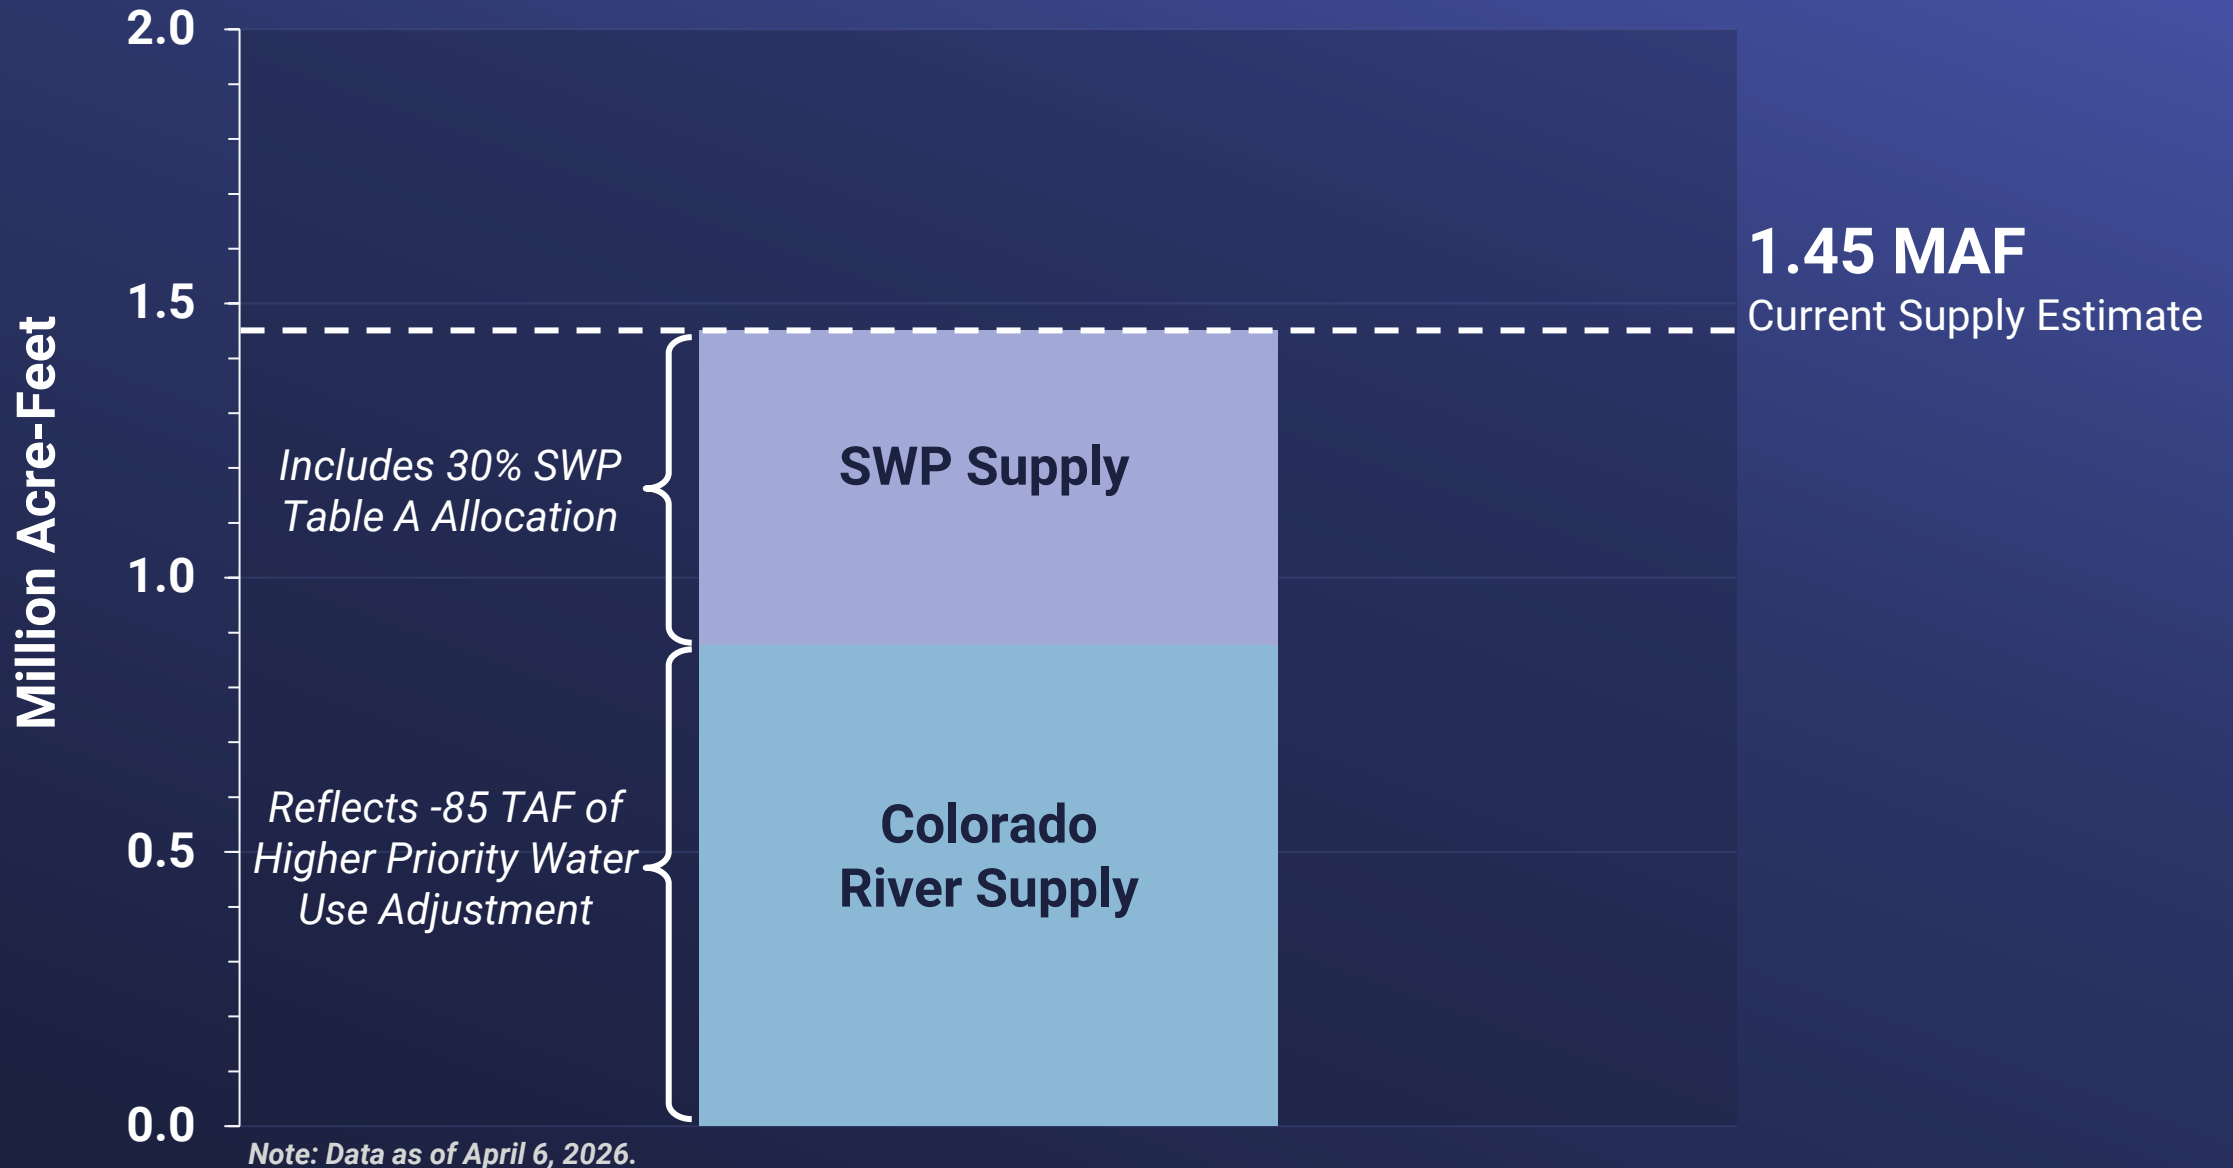 2.0
1.5
1.0
0.5
0.0
Million Acre-Feet
1.45 MAF
Current Supply Estimate
Includes 30% SWP
Table A Allocation
SWP Supply
Reflects -85 TAF of
Higher Priority Water
Use Adjustment
Colorado
River Supply
Note: Data as of April 6, 2026.